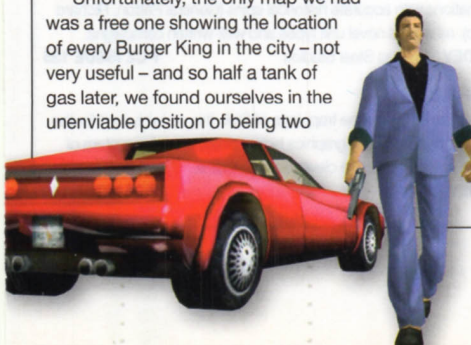 Unfortunately, the only map we had
was a free one showing the location
of every Burger King in the city – not
very useful – and so half a tank of
gas later, we found ourselves in the
unenviable position of being two